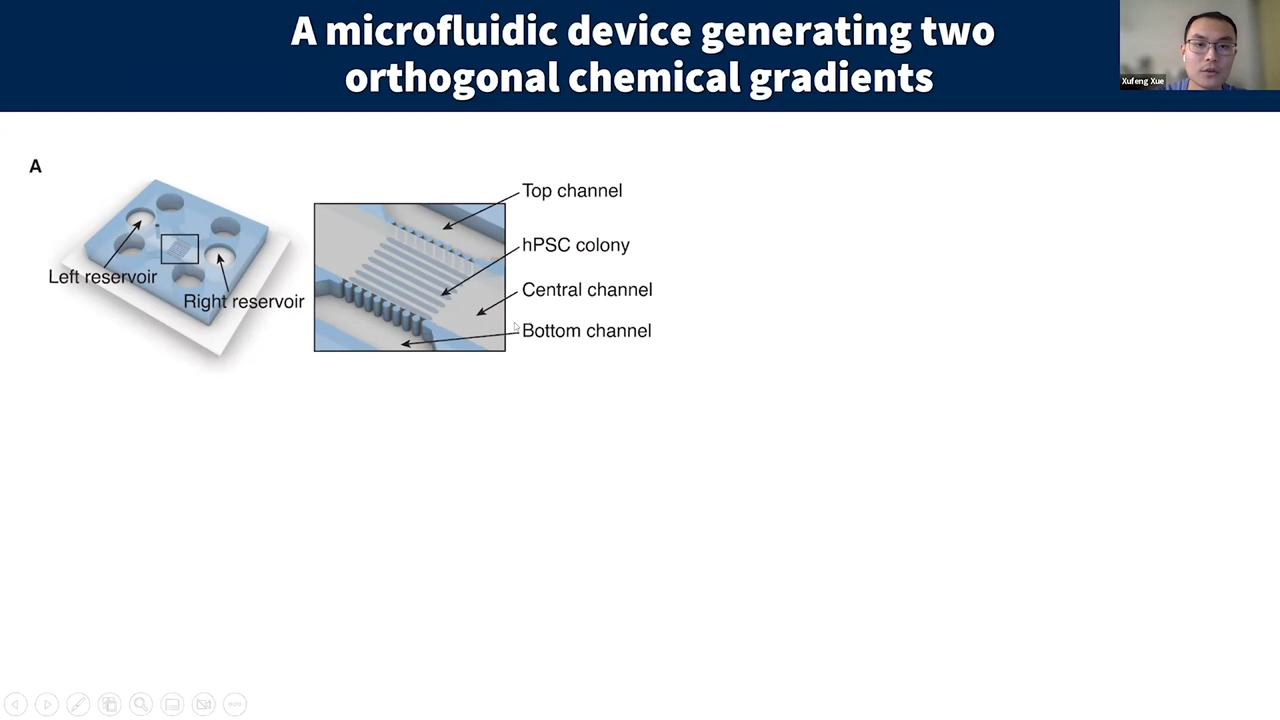 A microfluidic device generating two
orthogonal chemical gradients
Xufeng Xue
A
Left reservoir
Right reservoir
Top channel
hPSC colony
Central channel
Bottom channel